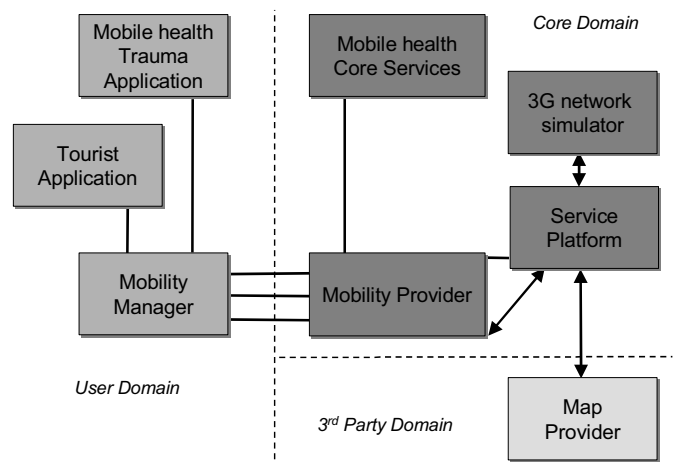 Mobile health
Trauma
Application
Mobile health
Core Services
Core Domain
3G network
simulator
Tourist
Application
Service
Platform
Mobility
Manager
Mobility Provider
User Domain
3rd Party Domain
Map
Provider